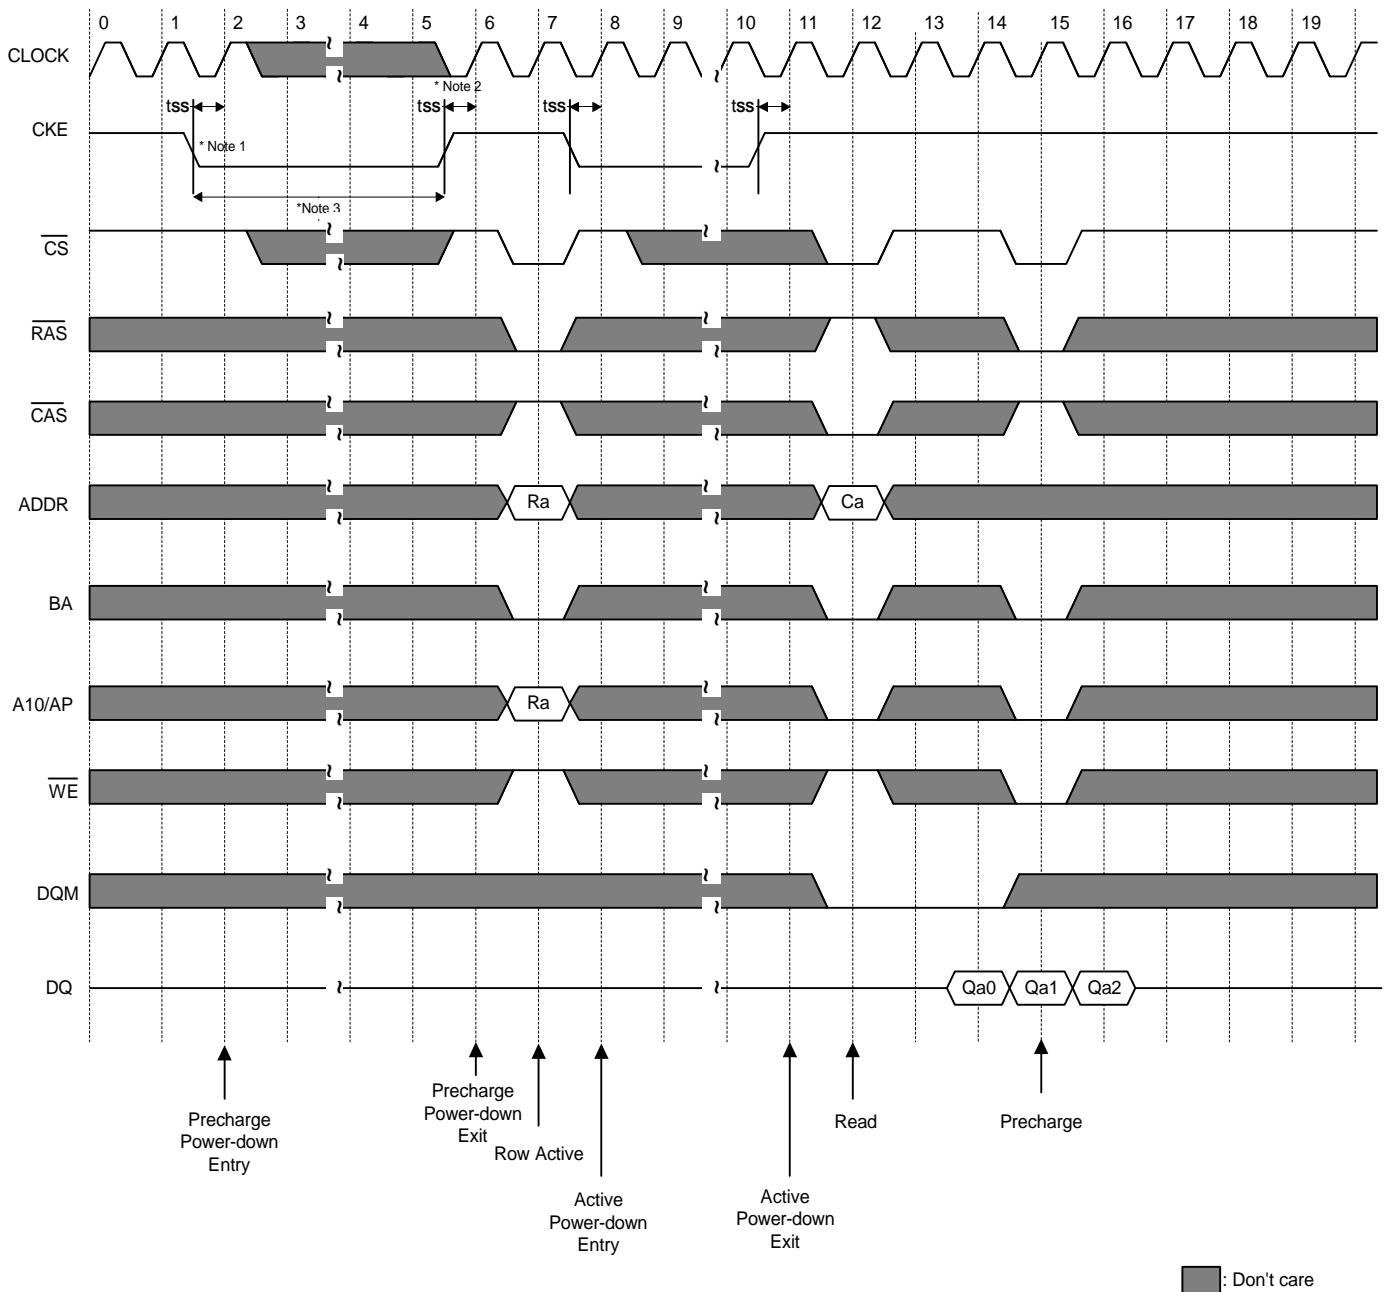 0 1 2 3 4 5 6 7 8 9 10 11 12 13 14 15 16 17 18 19
CLOCK
* Note 2
tss tss tss tss
CKE
* Note 1
*Note 3
CS
RAS
CAS
ADDR Ra Ca
BA
A10/AP Ra
WE
DQM
DQ Qa0 Qa1 Qa2
Precharge
Power-down
Entry
Precharge
Power-down
Exit
Row Active
Active
Power-down
Entry
Active
Power-down
Exit
Read
Precharge
: Don't care